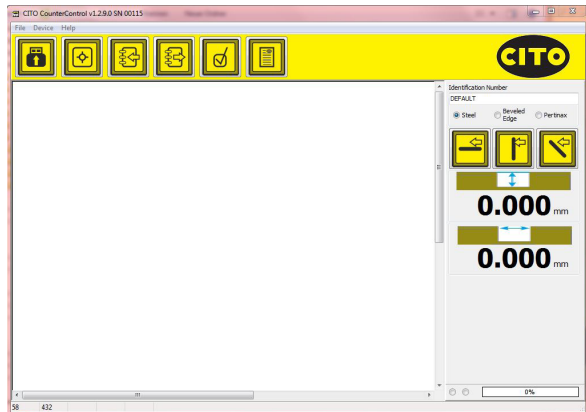 CITO CounterControl v1.2.9.0 SN 00115
File Device Help
CITO
Identification Number
DEFAULT
Steel
Beveled
Edge
Pertinax
0.000 mm
0.000 mm
0%
58 432